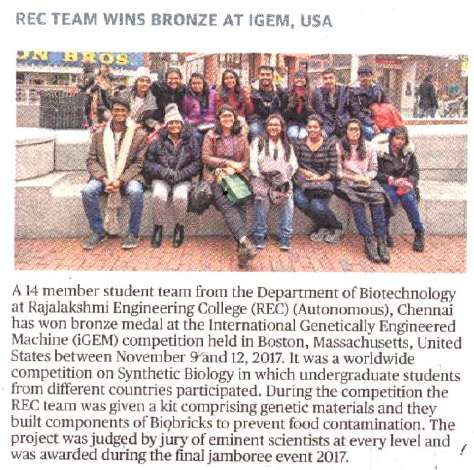 REC TEAM WINS BRONZE AT IGEM, USA
ON BROS
A 14 member student team from the Department of Biotechnology
at Rajalakshmi Engineering College (REC) (Autonomous), Chennai
has won bronze medal at the International Genetically Engineered
Machine (iGEM) competition held in Boston, Massachusetts, United
States between November 9 and 12, 2017. It was a worldwide
competition on Synthetic Biology in which undergraduate students
from different countries participated. During the competition the
REC team was given a kit comprising genetic materials and they
built components of Biobricks to prevent food contamination. The
project was judged by jury of eminent scientists at every level and
was awarded during the final jamboree event 2017.